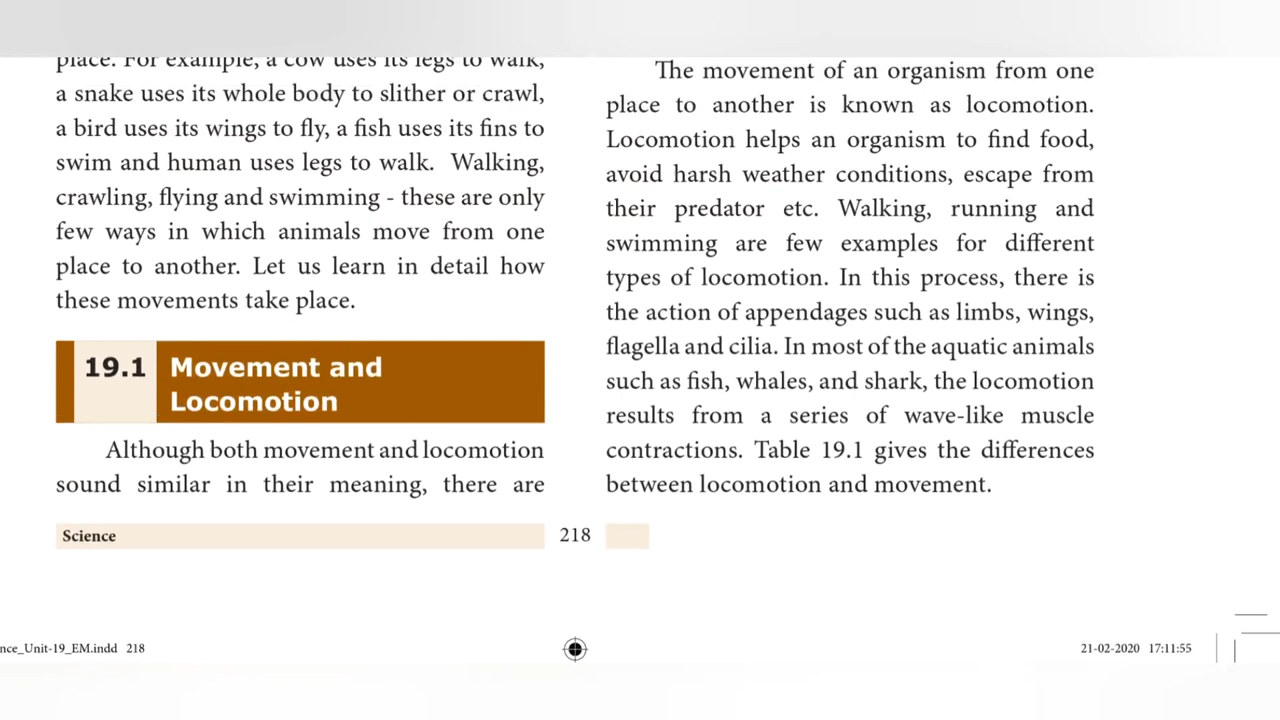 place. For example, a cow uses its legs to walk,
a snake uses its whole body to slither or crawl,
a bird uses its wings to fly, a fish uses its fins to
swim and human uses legs to walk. Walking,
crawling, flying and swimming - these are only
few ways in which animals move from one
place to another. Let us learn in detail how
these movements take place.
19.1 Movement and
Locomotion
Although both movement and locomotion
sound similar in their meaning, there are
The movement of an organism from one
place to another is known as locomotion.
Locomotion helps an organism to find food,
avoid harsh weather conditions, escape from
their predator etc. Walking, running and
swimming are few examples for different
types of locomotion. In this process, there is
the action of appendages such as limbs, wings,
flagella and cilia. In most of the aquatic animals
such as fish, whales, and shark, the locomotion
results from a series of wave-like muscle
contractions. Table 19.1 gives the differences
between locomotion and movement.
Science 218
nce_Unit-19_EM.indd 218
21-02-2020 17:11:55